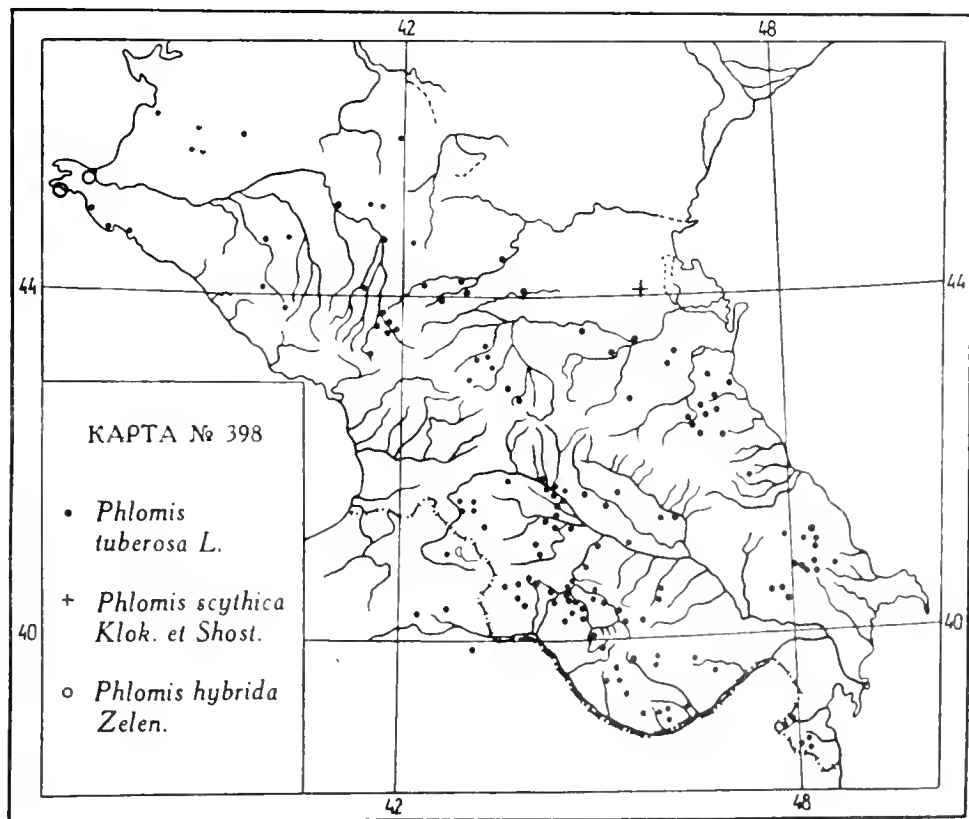 42 48
44 44
КАРТА № 398
• Phlomis
tuberosa L.
+ Phlomis scythica
Klok. et Shost.
40 40
○ Phlomis hybrida
Zelen.
42 48